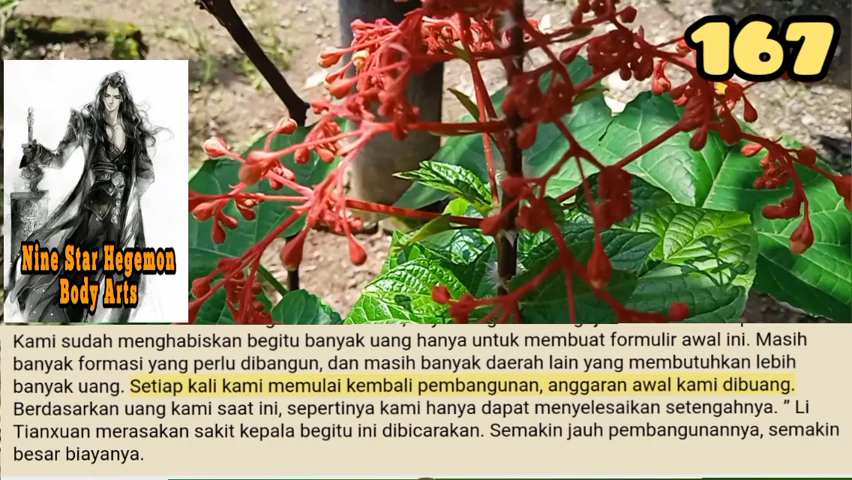 167
Nine Star Hegemon
Body Arts
Kami sudah menghabiskan begitu banyak uang hanya untuk membuat formulir awal ini. Masih
banyak formasi yang perlu dibangun, dan masih banyak daerah lain yang membutuhkan lebih
banyak uang. Setiap kali kami memulai kembali pembangunan, anggaran awal kami dibuang.
Berdasarkan uang kami saat ini, sepertinya kami hanya dapat menyelesaikan setengahnya. ” Li
Tianxuan merasakan sakit kepala begitu ini dibicarakan. Semakin jauh pembangunannya, semakin
besar biayanya.